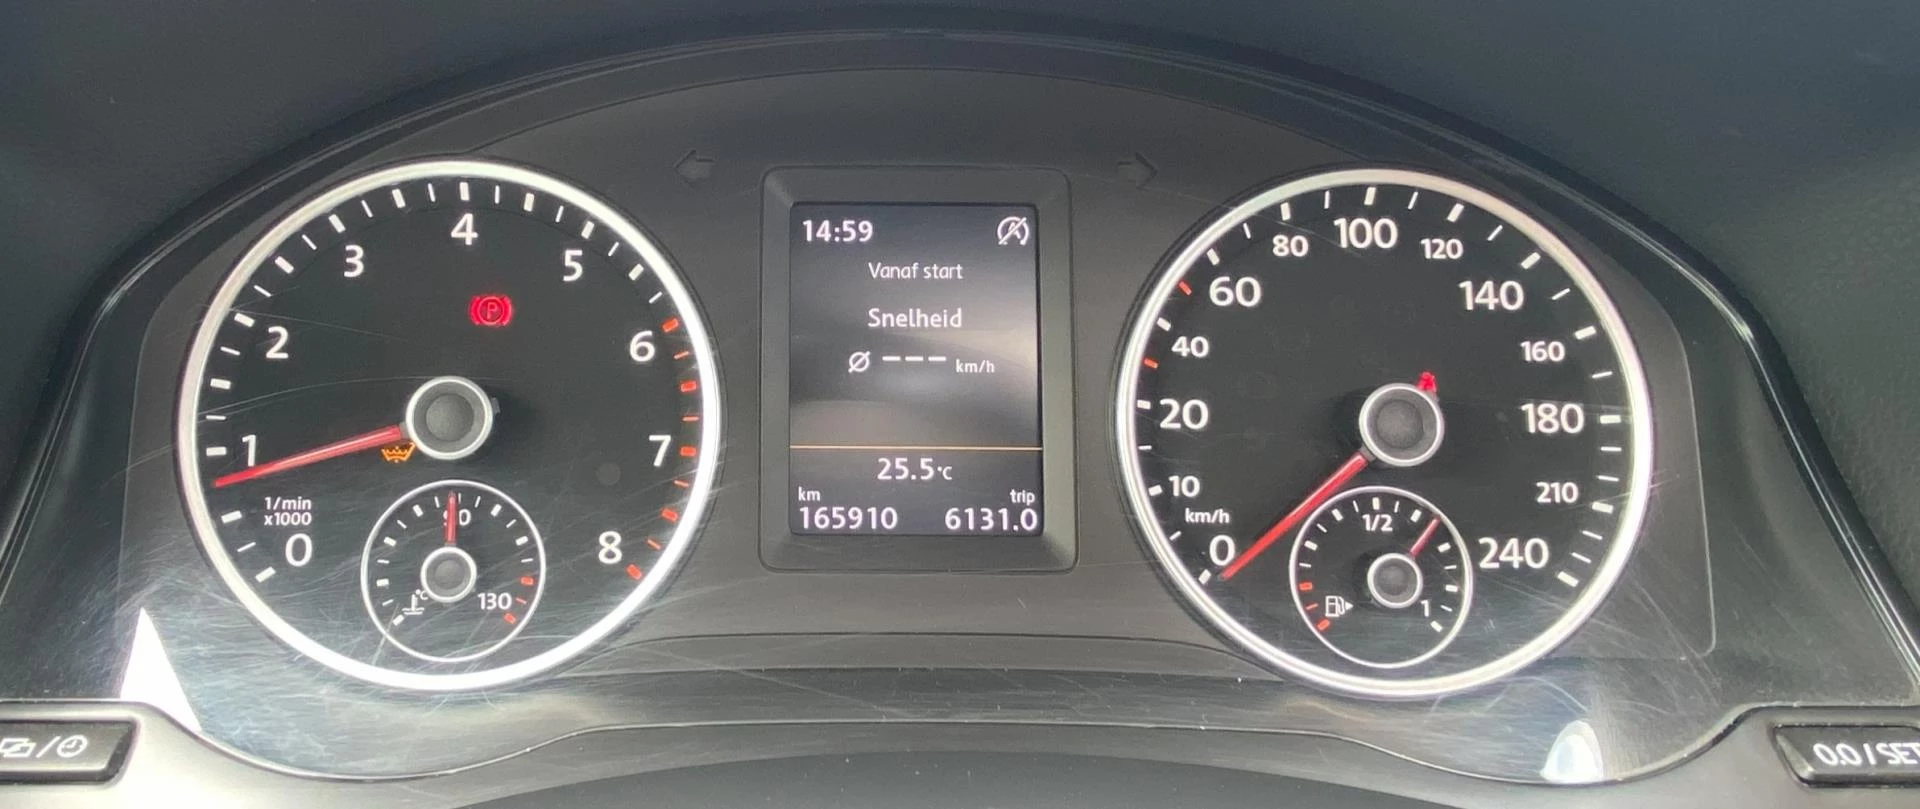 0
1
2
3
4
5
6
7
8
1/min
x1000
P
90
°C
130
14:59
Vanaf start
Snelheid
Ø --- km/h
25.5°C
km trip
165910 6131.0
0
10
20
40
60
80
100
120
140
160
180
210
240
km/h
1/2
1
0.0/SET